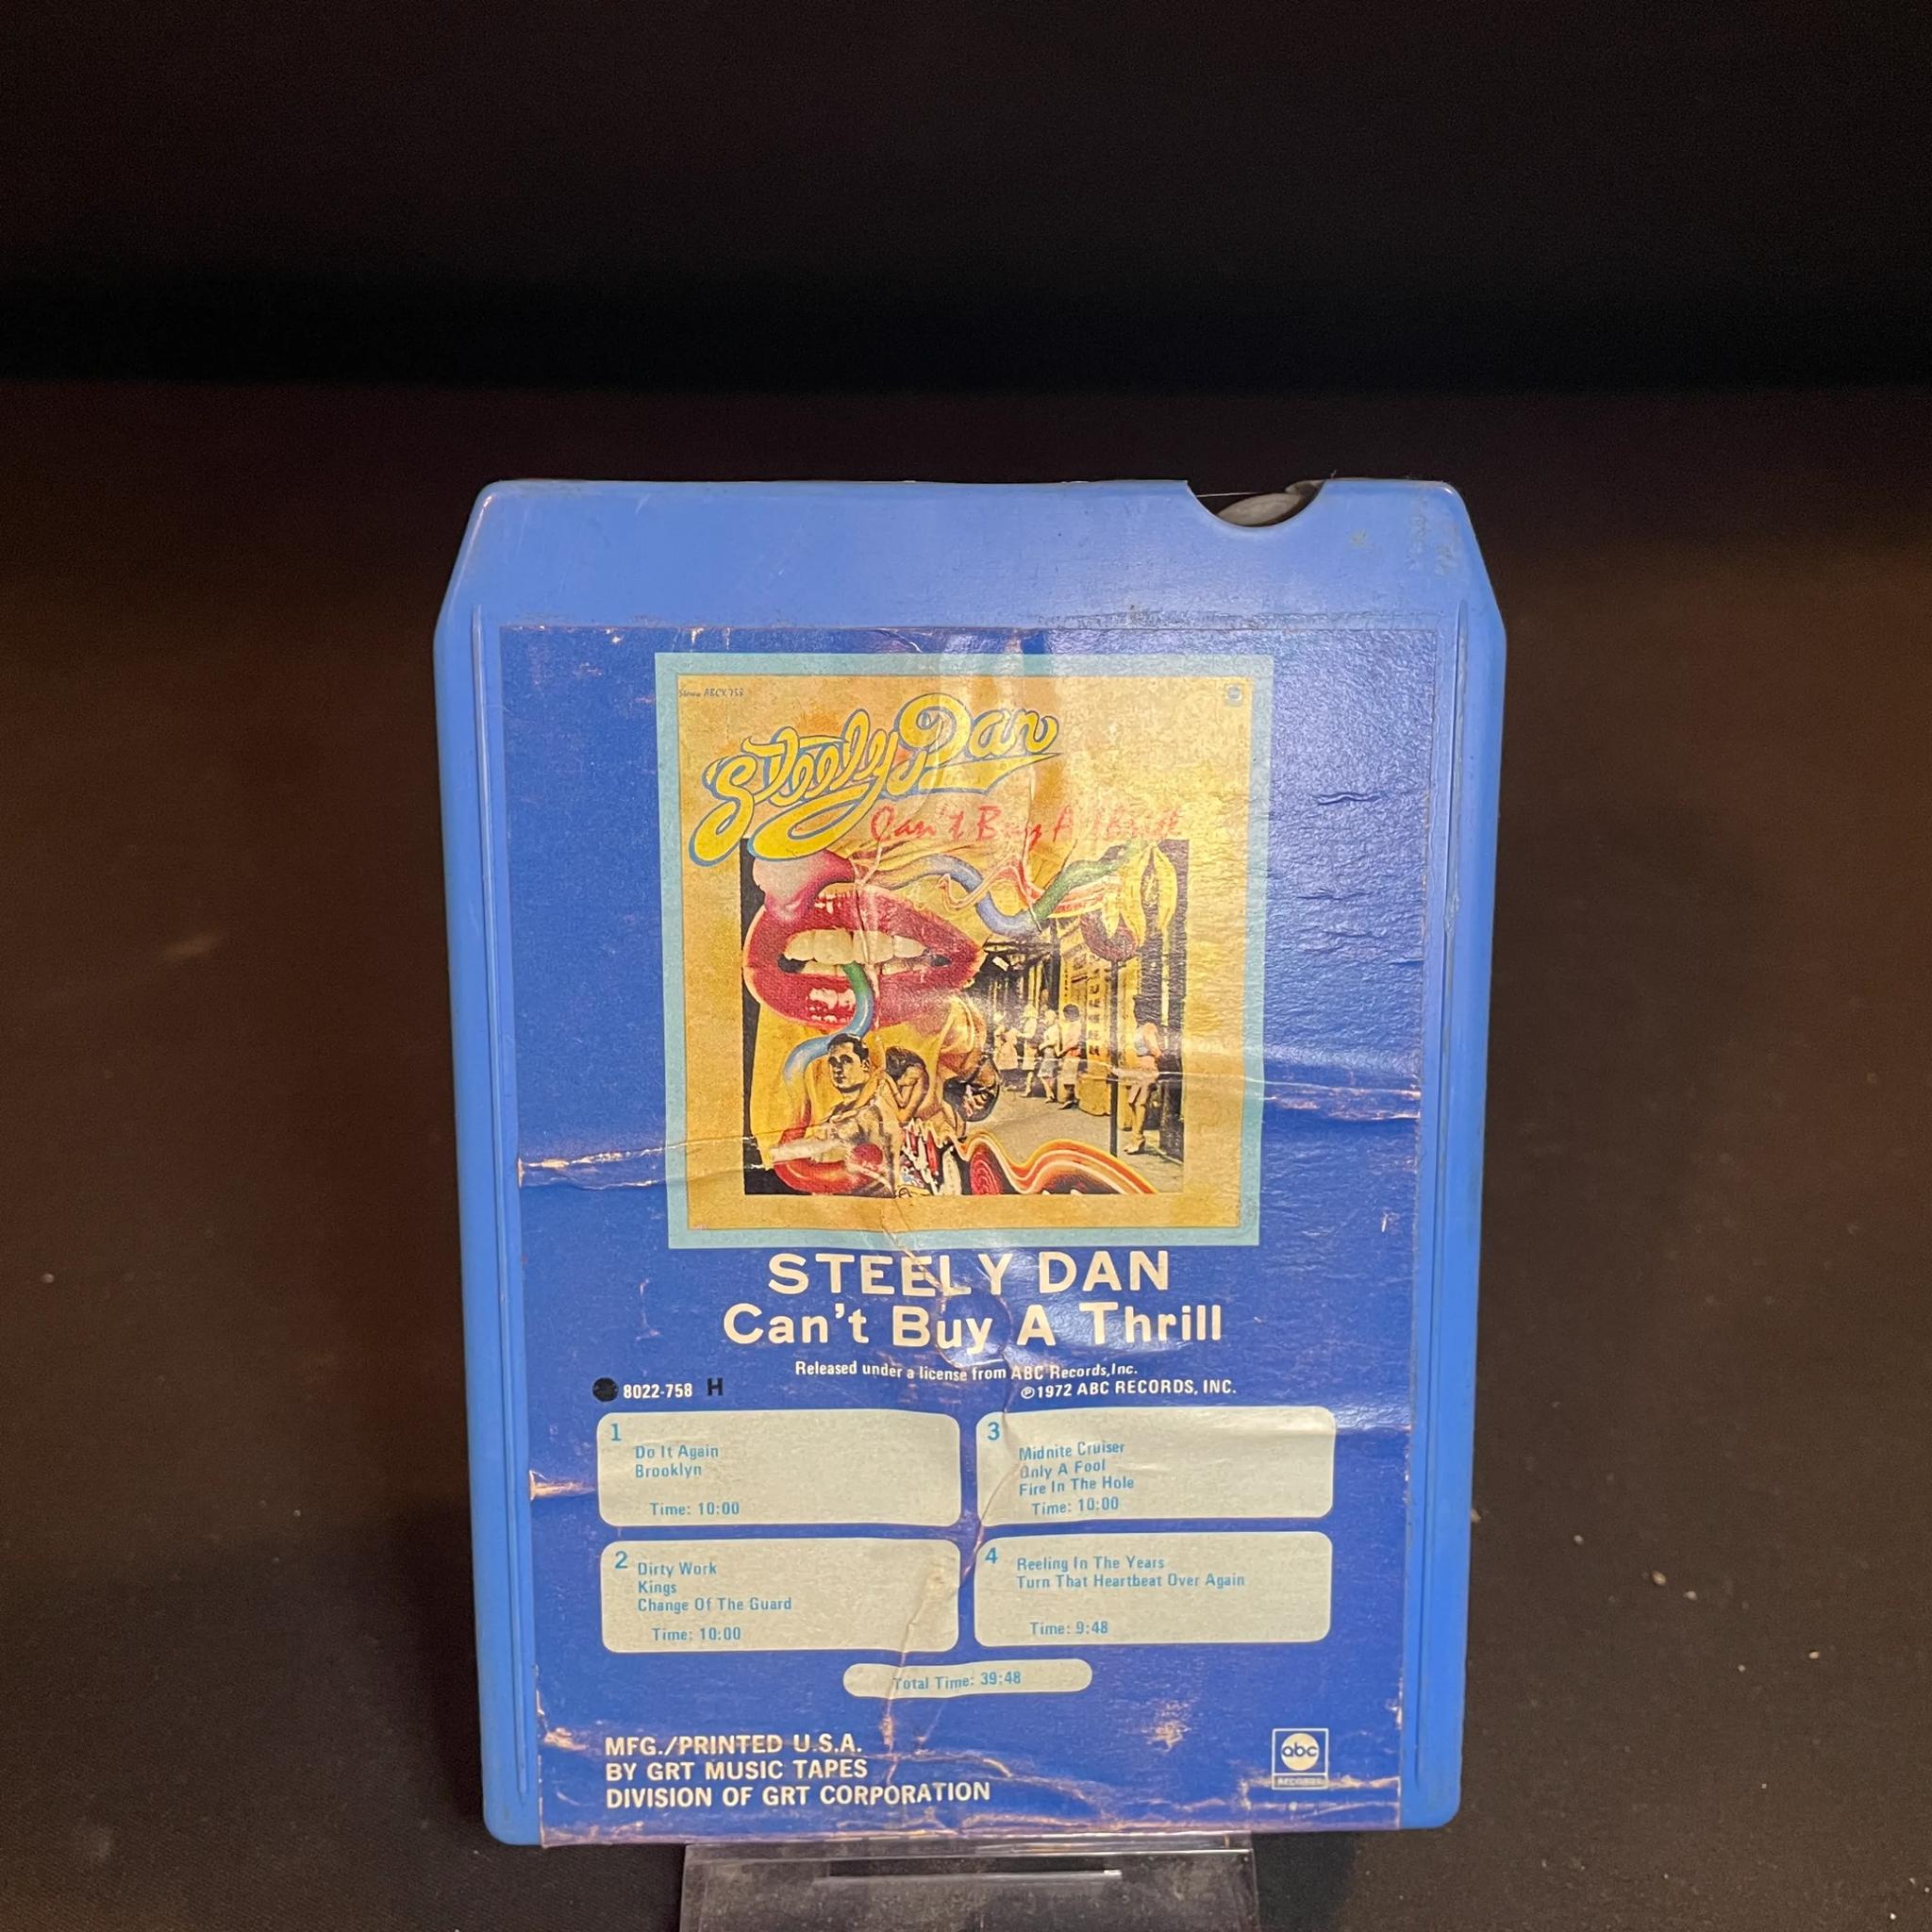 Stereo ABCX 758
Steely Dan
Can't Buy A Thrill
STEELY DAN
Can't Buy A Thrill
Released under a license from ABC Records, Inc.
8022-758 H
℗1972 ABC RECORDS, INC.
1
Do It Again
Brooklyn
Time: 10:00
2
Dirty Work
Kings
Change Of The Guard
Time: 10:00
3
Midnite Cruiser
Only A Fool
Fire In The Hole
Time: 10:00
4
Reeling In The Years
Turn That Heartbeat Over Again
Time: 9:48
Total Time: 39:48
MFG./PRINTED U.S.A.
BY GRT MUSIC TAPES
DIVISION OF GRT CORPORATION
abc
RECORDS